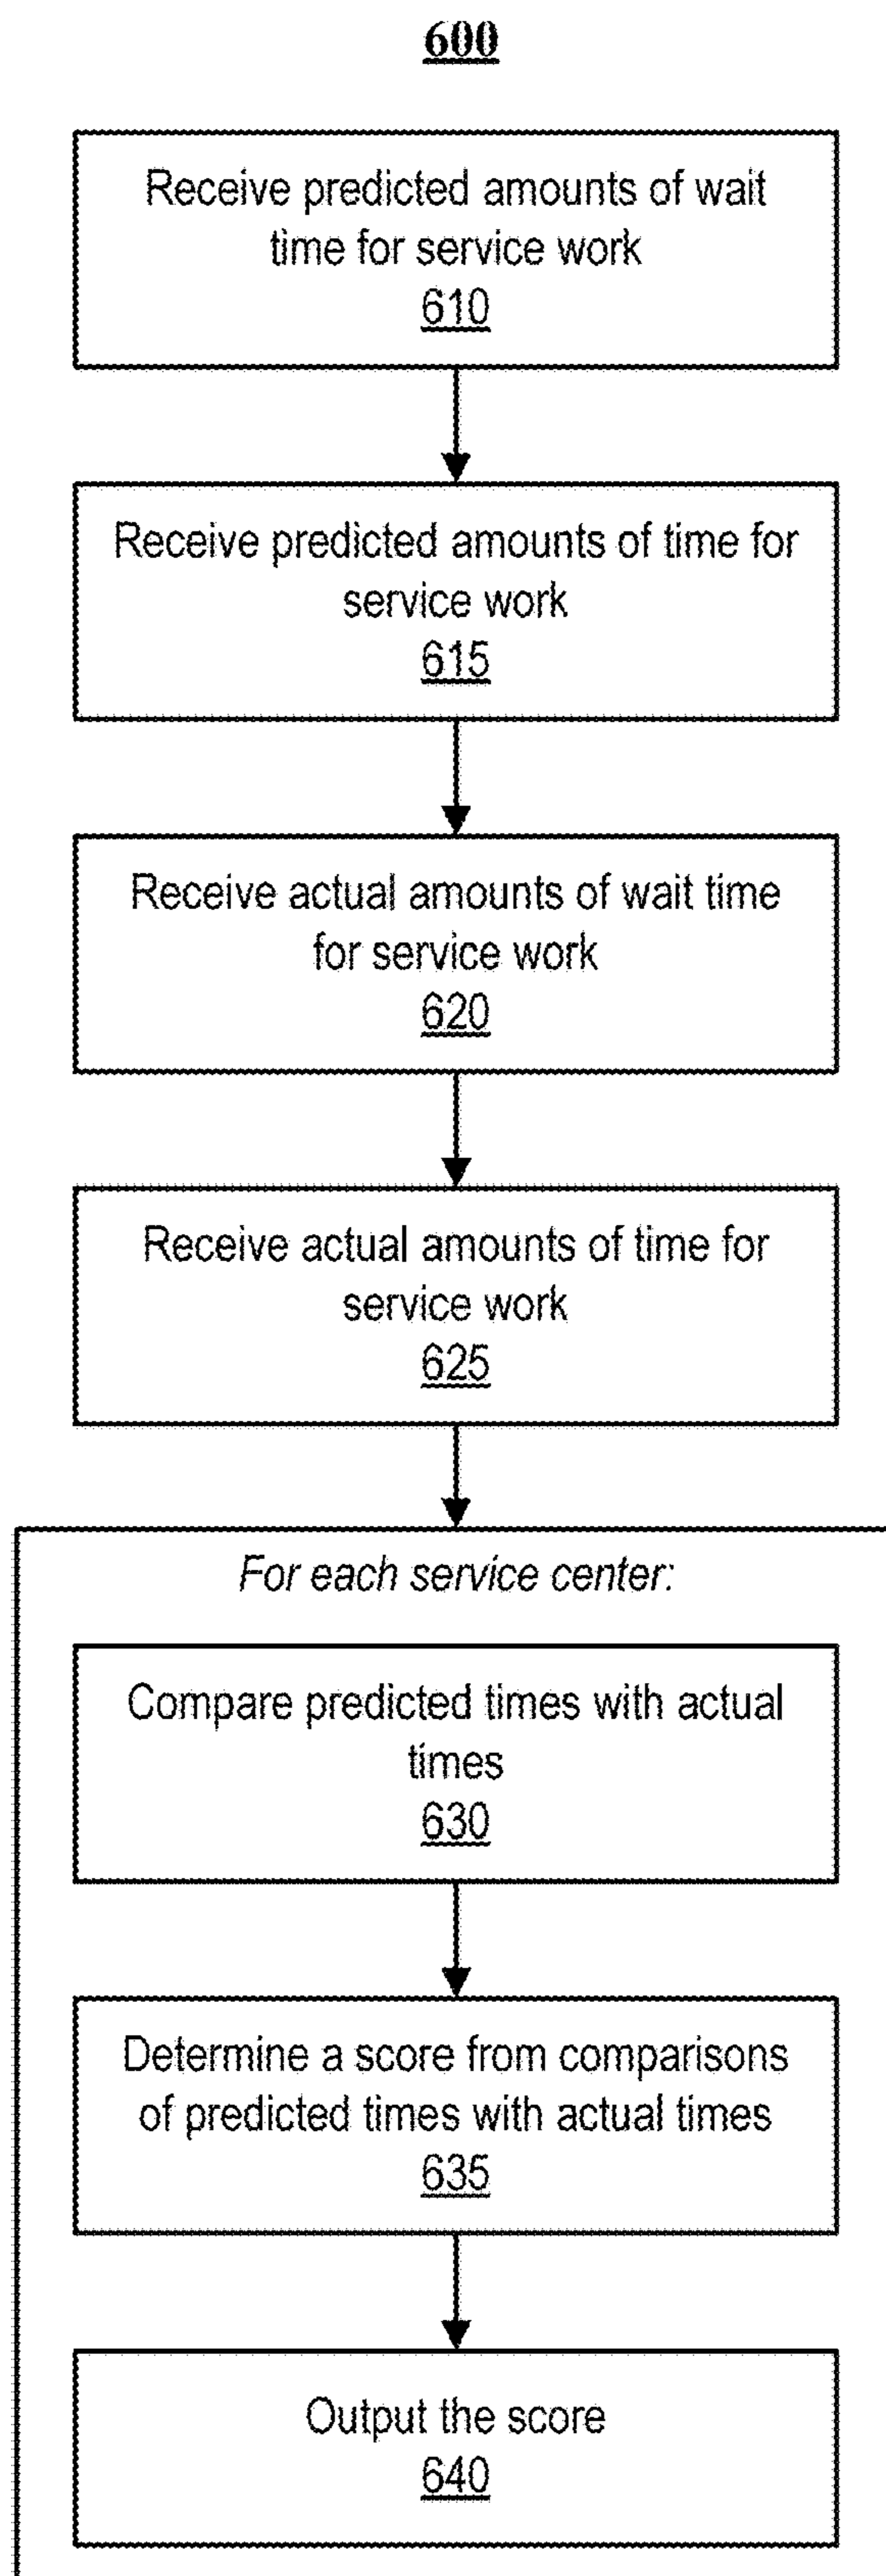 600
Receive predicted amounts of wait
time for service work
610
Receive predicted amounts of time for
service work
615
Receive actual amounts of wait time
for service work
620
Receive actual amounts of time for
service work
625
For each service center:
Compare predicted times with actual
times
630
Determine a score from comparisons
of predicted times with actual times
635
Output the score
640